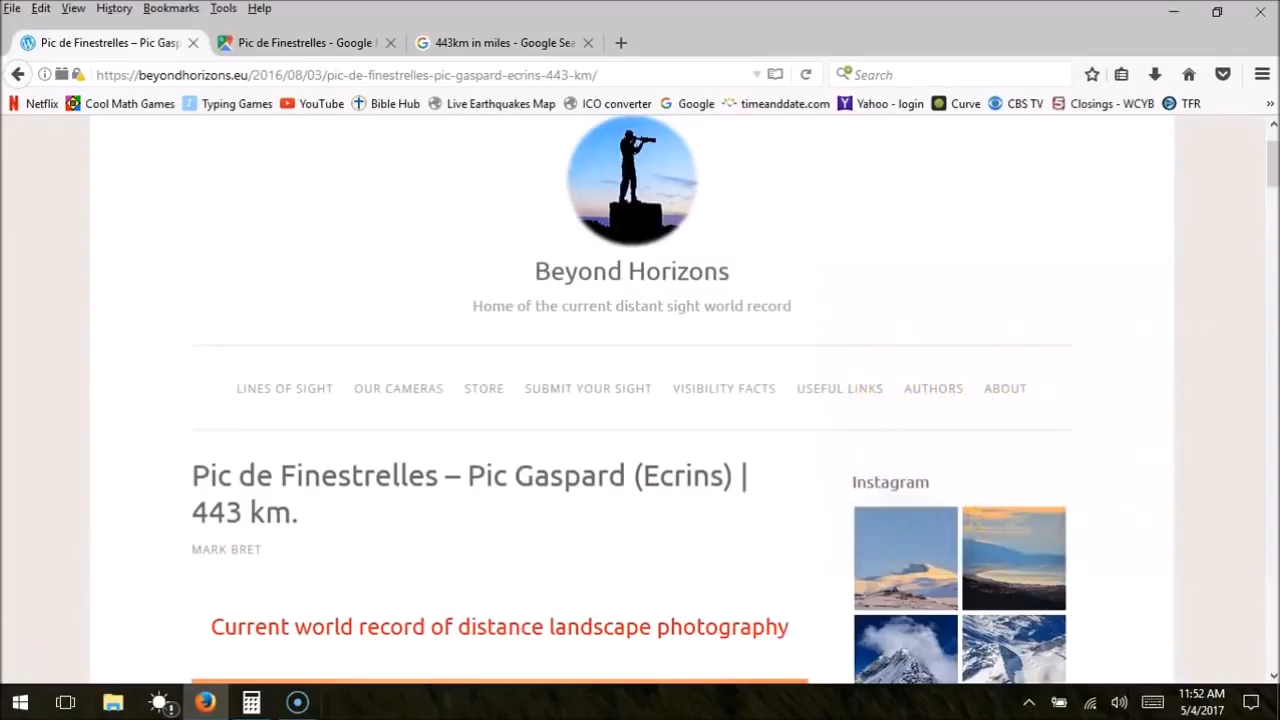 File Edit View History Bookmarks Tools Help
Pic de Finestrelles – Pic Gasp Pic de Finestrelles - Google 443km in miles - Google Sea
https://beyondhorizons.eu/2016/08/03/pic-de-finestrelles-pic-gaspard-ecrins-443-km/ Search
Netflix Cool Math Games Typing Games YouTube Bible Hub Live Earthquakes Map ICO converter Google timeanddate.com Yahoo - login Curve CBS TV Closings - WCYB TFR
Beyond Horizons
Home of the current distant sight world record
LINES OF SIGHT OUR CAMERAS STORE SUBMIT YOUR SIGHT VISIBILITY FACTS USEFUL LINKS AUTHORS ABOUT
Pic de Finestrelles – Pic Gaspard (Ecrins) |
443 km.
MARK BRET
Instagram
Current world record of distance landscape photography
11:52 AM
5/4/2017